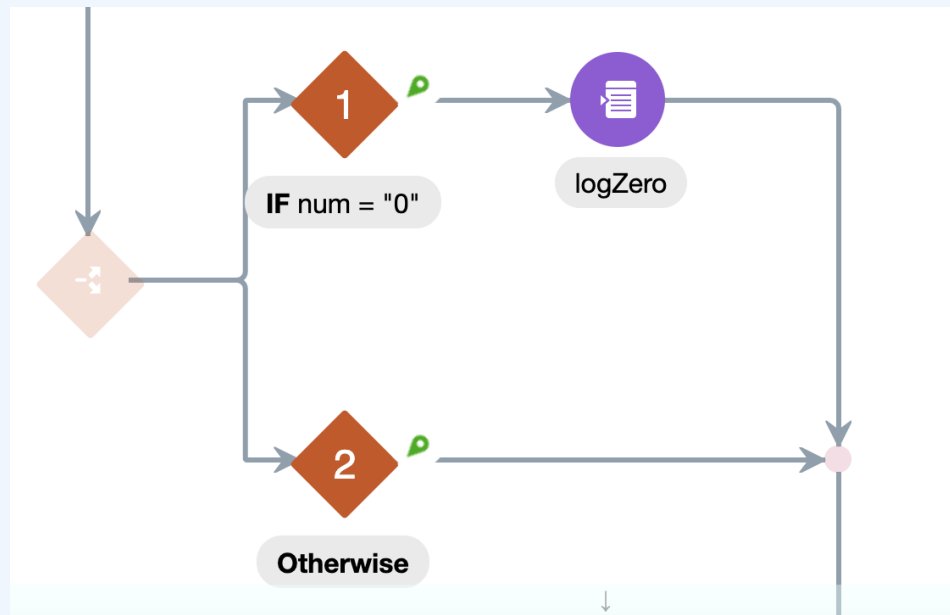 1
IF num = "0"
logZero
2
Otherwise